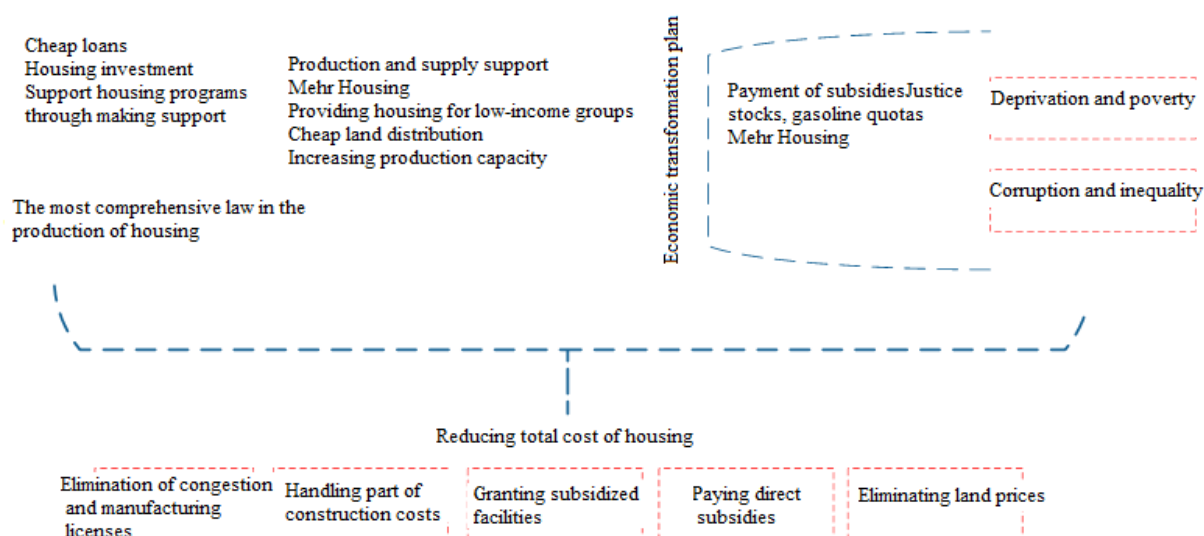 Cheap loans
Housing investment
Support housing programs
through making support
Production and supply support
Mehr Housing
Providing housing for low-income groups
Cheap land distribution
Increasing production capacity
The most comprehensive law in the
production of housing
Economic transformation plan
Payment of subsidiesJustice
stocks, gasoline quotas
Mehr Housing
Deprivation and poverty
Corruption and inequality
Reducing total cost of housing
Elimination of congestion
and manufacturing
licenses
Handling part of
construction costs
Granting subsidized
facilities
Paying direct
subsidies
Eliminating land prices